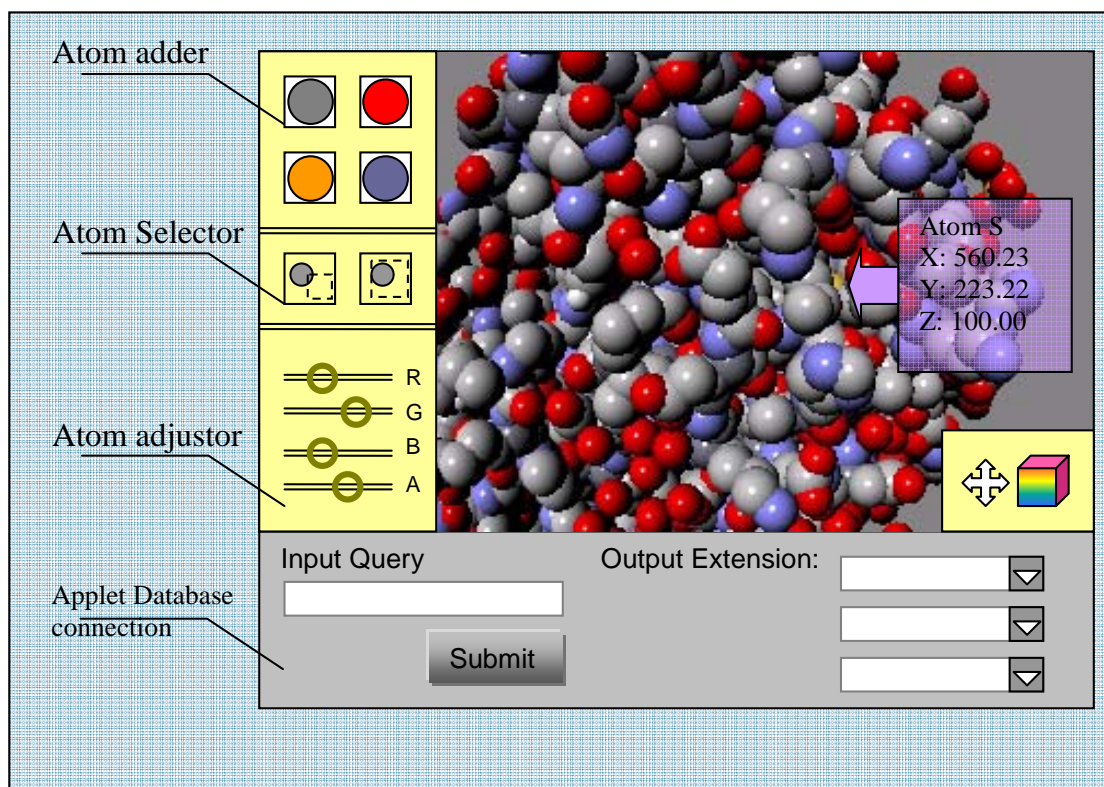 Atom adder
Atom Selector
Atom S
X: 560.23
Y: 223.22
Z: 100.00
R
G
B
A
Atom adjustor
Input Query
Output Extension:
Applet Database
connection
Submit